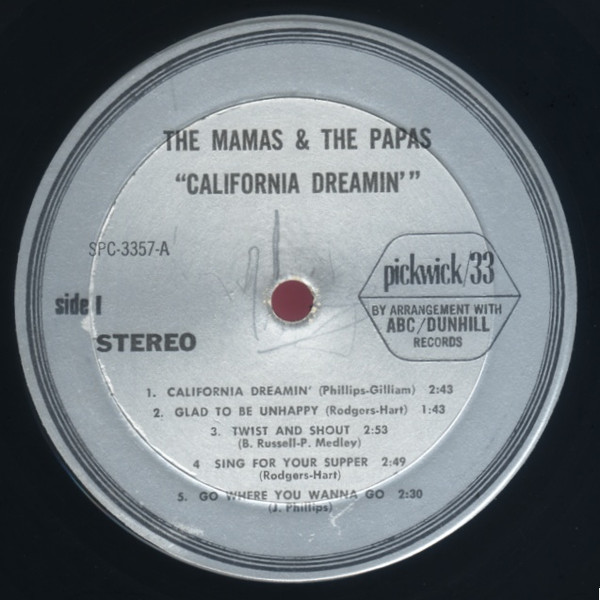 THE MAMAS & THE PAPAS
"CALIFORNIA DREAMIN'"
SPC-3357-A
side 1
STEREO
pickwick/33
BY ARRANGEMENT WITH
ABC/DUNHILL
RECORDS
1. CALIFORNIA DREAMIN' (Phillips-Gilliam) 2:43
2. GLAD TO BE UNHAPPY (Rodgers-Hart) 1:43
3. TWIST AND SHOUT 2:53
(B. Russell-P. Medley)
4 SING FOR YOUR SUPPER 2:49
(Rodgers-Hart)
5. GO WHERE YOU WANNA GO 2:30
(J. Phillips)